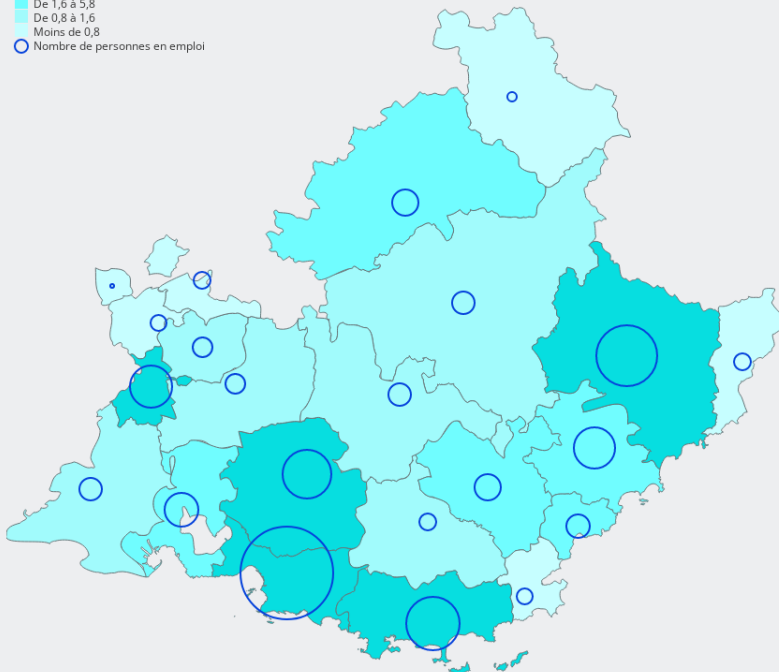 De 1,6 à 5,8
De 0,8 à 1,6
Moins de 0,8
Nombre de personnes en emploi